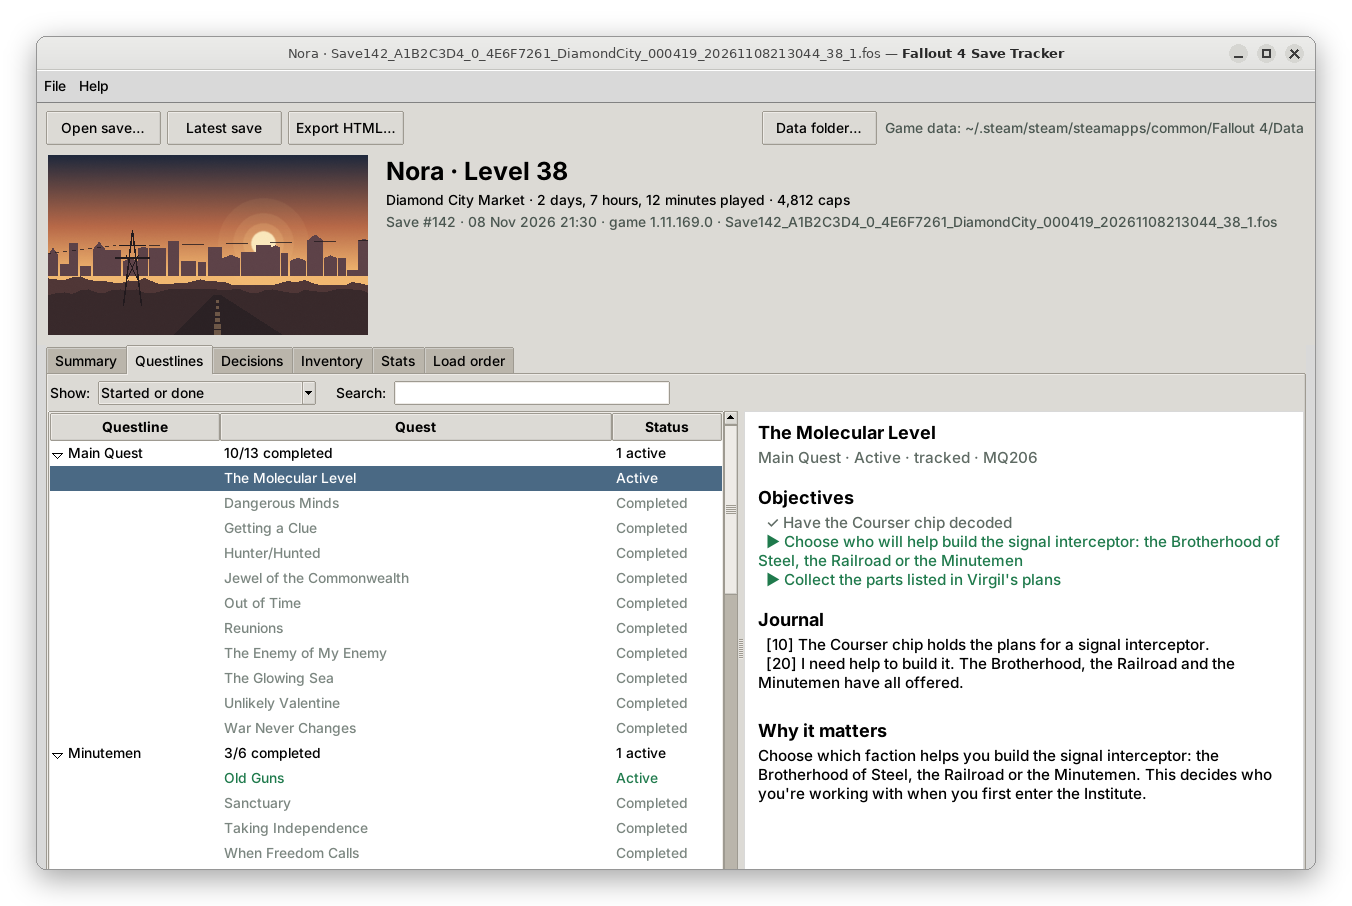 Nora · Save142_A1B2C3D4_0_4E6F7261_DiamondCity_000419_20261108213044_38_1.fos — Fallout 4 Save Tracker
File Help
Open save... Latest save Export HTML... Data folder... Game data: ~/.steam/steam/steamapps/common/Fallout 4/Data
Nora · Level 38
Diamond City Market · 2 days, 7 hours, 12 minutes played · 4,812 caps
Save #142 · 08 Nov 2026 21:30 · game 1.11.169.0 · Save142_A1B2C3D4_0_4E6F7261_DiamondCity_000419_20261108213044_38_1.fos
Summary Questlines Decisions Inventory Stats Load order
Show: Started or done Search:
Questline Quest Status
Main Quest 10/13 completed 1 active
The Molecular Level Active
Dangerous Minds Completed
Getting a Clue Completed
Hunter/Hunted Completed
Jewel of the Commonwealth Completed
Out of Time Completed
Reunions Completed
The Enemy of My Enemy Completed
The Glowing Sea Completed
Unlikely Valentine Completed
War Never Changes Completed
Minutemen 3/6 completed 1 active
Old Guns Active
Sanctuary Completed
Taking Independence Completed
When Freedom Calls Completed
The Molecular Level
Main Quest · Active · tracked · MQ206
Objectives
✓ Have the Courser chip decoded
▶ Choose who will help build the signal interceptor: the Brotherhood of
Steel, the Railroad or the Minutemen
▶ Collect the parts listed in Virgil's plans
Journal
[10] The Courser chip holds the plans for a signal interceptor.
[20] I need help to build it. The Brotherhood, the Railroad and the
Minutemen have all offered.
Why it matters
Choose which faction helps you build the signal interceptor: the
Brotherhood of Steel, the Railroad or the Minutemen. This decides who
you're working with when you first enter the Institute.